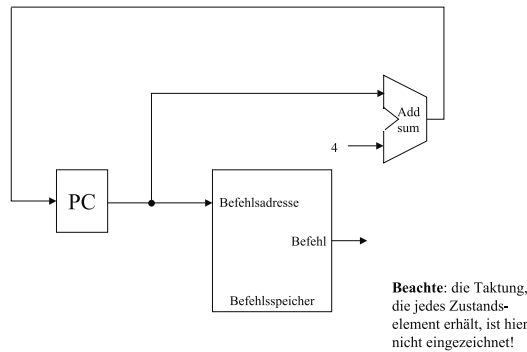 Add
sum
4
PC
Befehlsadresse
Befehl
Befehlsspeicher
Beachte: die Taktung,
die jedes Zustands-
element erhält, ist hier
nicht eingezeichnet!